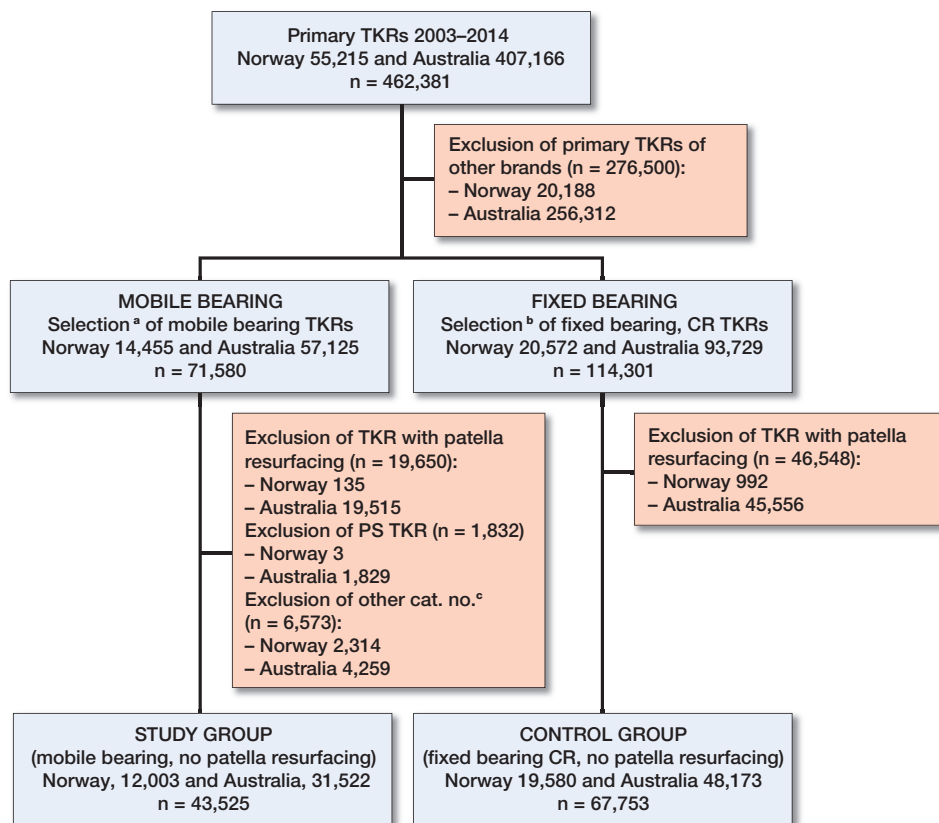 Primary TKRs 2003–2014
Norway 55,215 and Australia 407,166
n = 462,381
Exclusion of primary TKRs of
other brands (n = 276,500):
– Norway 20,188
– Australia 256,312
MOBILE BEARING
Selection a of mobile bearing TKRs
Norway 14,455 and Australia 57,125
n = 71,580
FIXED BEARING
Selection b of fixed bearing, CR TKRs
Norway 20,572 and Australia 93,729
n = 114,301
Exclusion of TKR with patella
resurfacing (n = 19,650):
– Norway 135
– Australia 19,515
Exclusion of PS TKR (n = 1,832)
– Norway 3
– Australia 1,829
Exclusion of other cat. no.c
(n = 6,573):
– Norway 2,314
– Australia 4,259
Exclusion of TKR with patella
resurfacing (n = 46,548):
– Norway 992
– Australia 45,556
STUDY GROUP
(mobile bearing, no patella resurfacing)
Norway, 12,003 and Australia, 31,522
n = 43,525
CONTROL GROUP
(fixed bearing CR, no patella resurfacing)
Norway 19,580 and Australia 48,173
n = 67,753